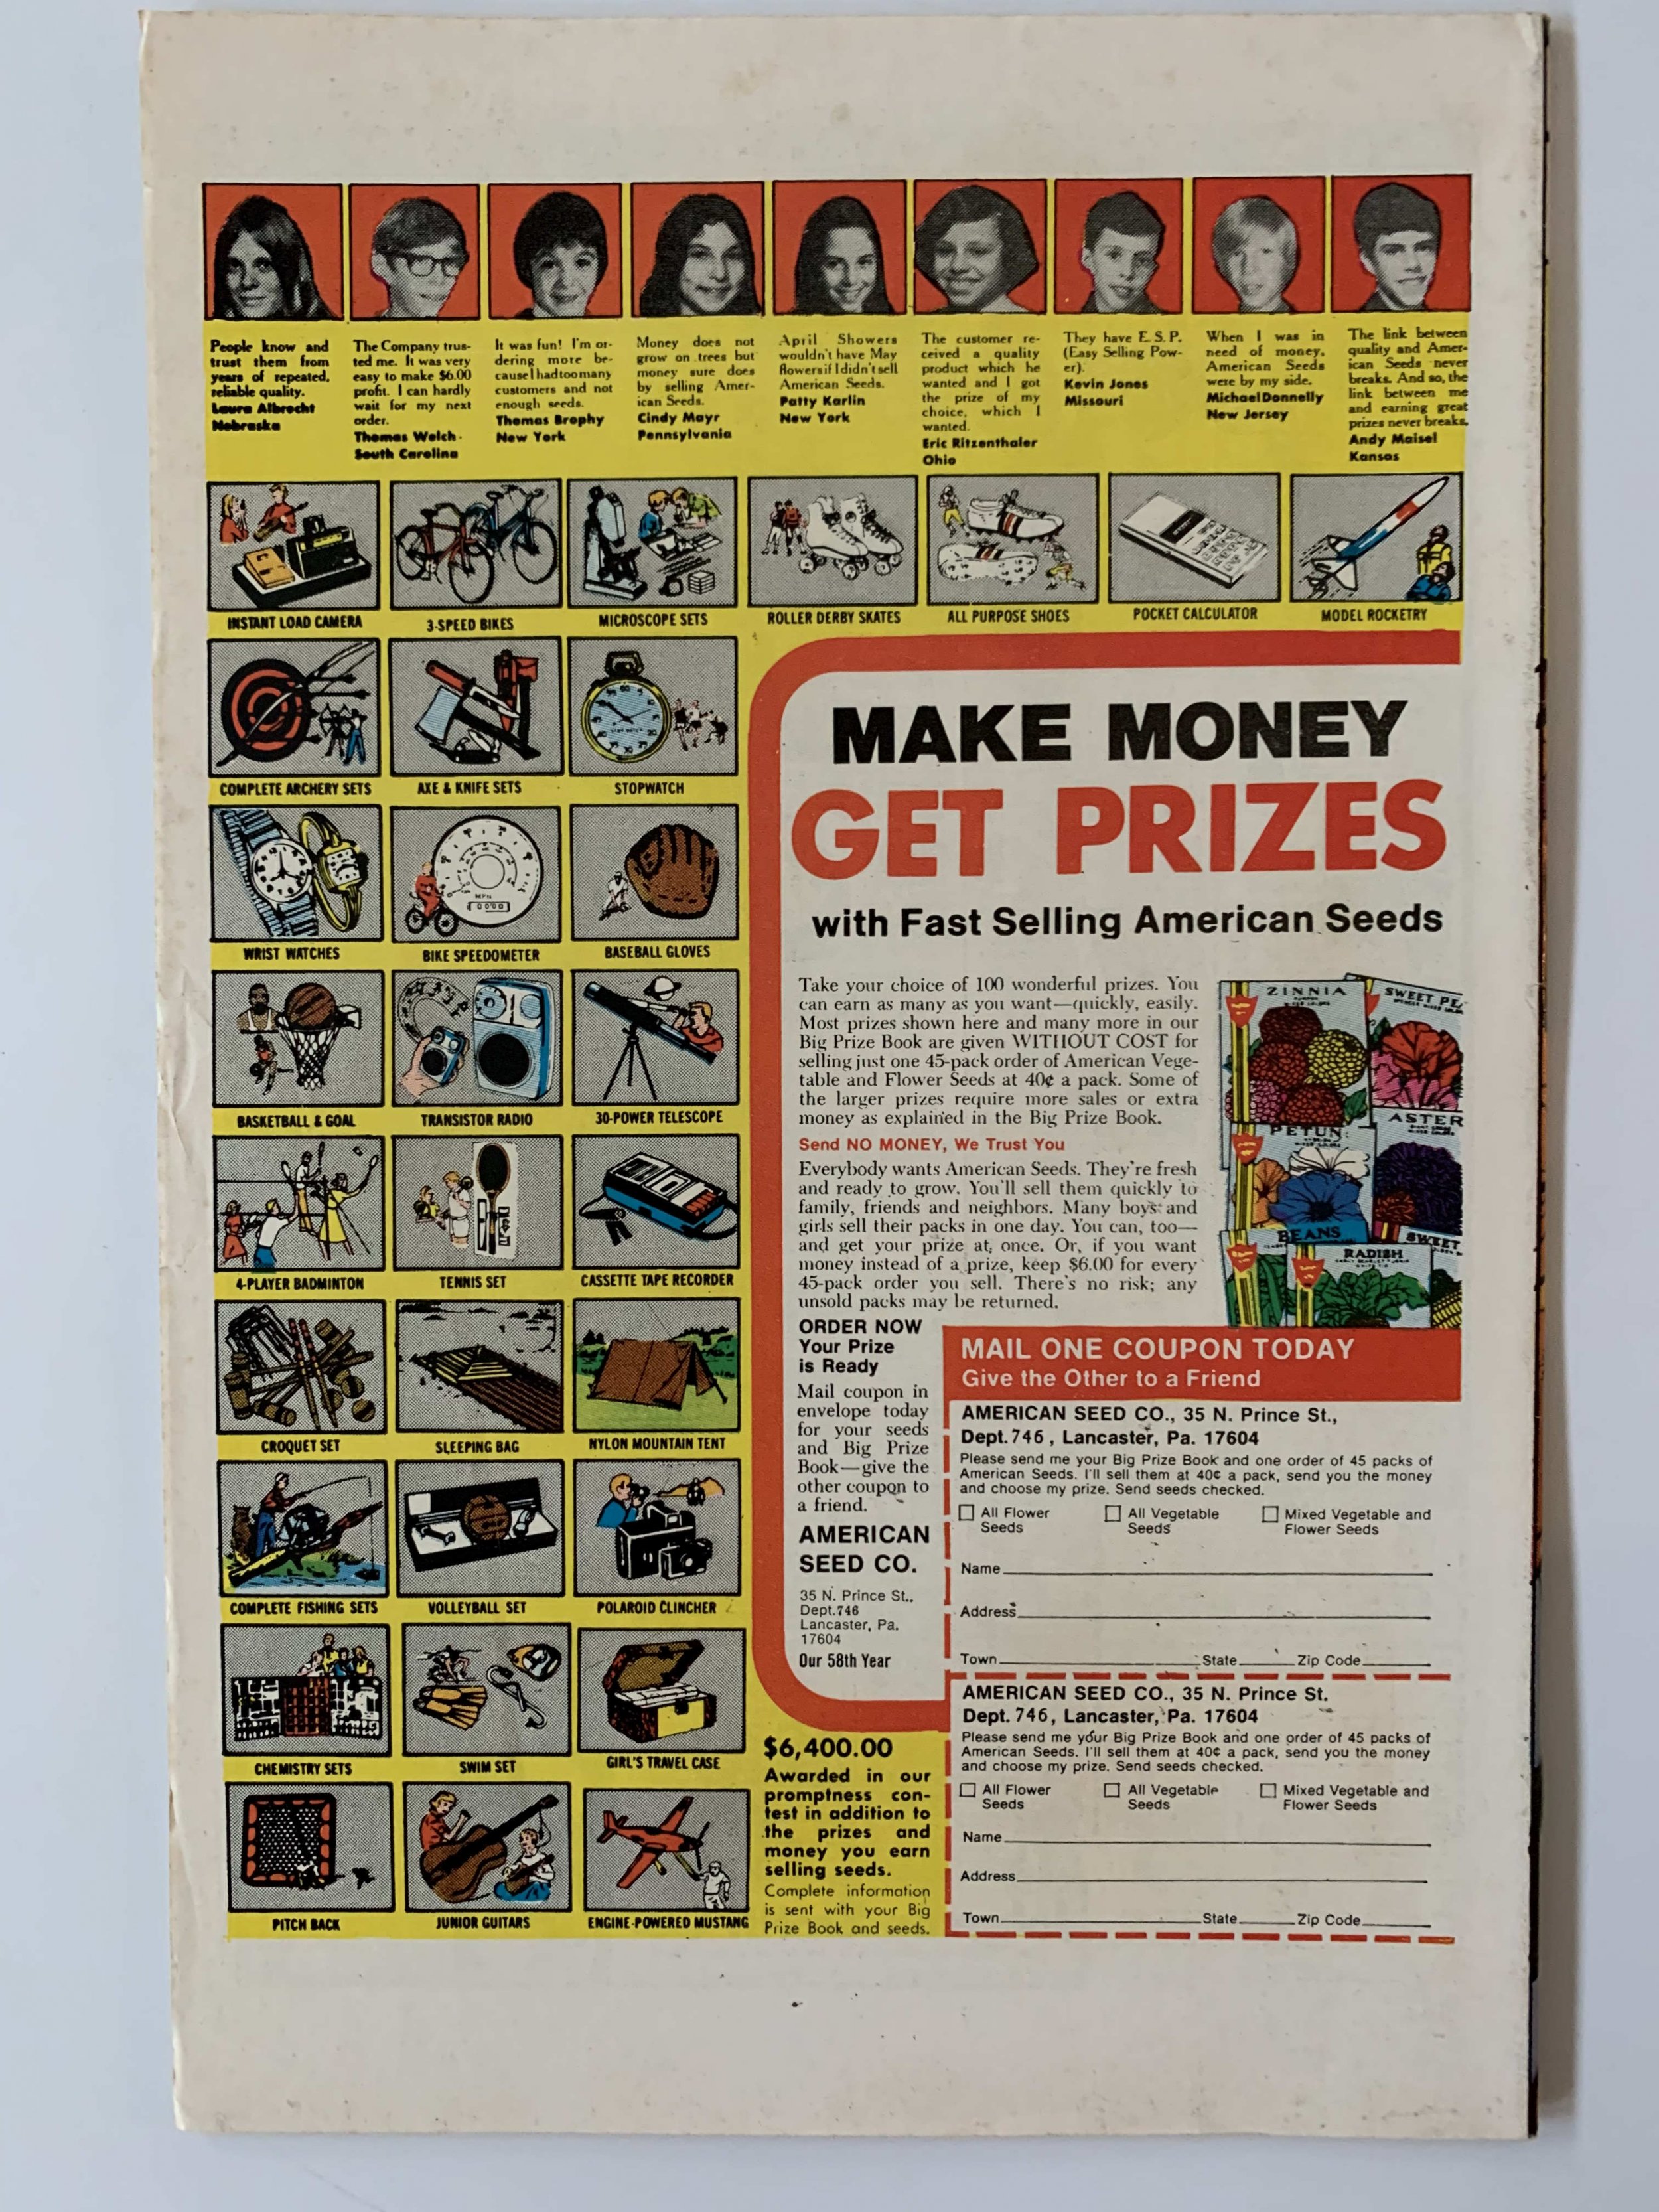 People know and
trust them from
years of repeated,
reliable quality.
Laura Albrecht
Nebraska
The Company trus-
ted me. It was very
easy to make $6.00
profit. I can hardly
wait for my next
order.
Thomas Welch
South Carolina
It was fun! I'm or-
dering more be-
cause I had too many
customers and not
enough seeds.
Thomas Brophy
New York
Money does not
grow on trees but
money sure does
by selling Amer-
ican Seeds.
Cindy Mayr
Pennsylvania
April Showers
wouldn't have May
flowers if I didn't sell
American Seeds.
Patty Karlin
New York
The customer re-
ceived a quality
product which he
wanted and I got
the prize of my
choice, which I
wanted.
Eric Ritzenthaler
Ohio
They have E.S.P.
(Easy Selling Pow-
er).
Kevin Jones
Missouri
When I was in
need of money,
American Seeds
were by my side.
Michael Donnelly
New Jersey
The link between
quality and Amer-
ican Seeds never
breaks. And so, the
link between me
and earning great
prizes never breaks.
Andy Maisel
Kansas
INSTANT LOAD CAMERA
3-SPEED BIKES
MICROSCOPE SETS
ROLLER DERBY SKATES
ALL PURPOSE SHOES
POCKET CALCULATOR
MODEL ROCKETRY
COMPLETE ARCHERY SETS
AXE & KNIFE SETS
STOPWATCH
WRIST WATCHES
BIKE SPEEDOMETER
BASEBALL GLOVES
BASKETBALL & GOAL
TRANSISTOR RADIO
30-POWER TELESCOPE
4-PLAYER BADMINTON
TENNIS SET
CASSETTE TAPE RECORDER
CROQUET SET
SLEEPING BAG
NYLON MOUNTAIN TENT
COMPLETE FISHING SETS
VOLLEYBALL SET
POLAROID CLINCHER
CHEMISTRY SETS
SWIM SET
GIRL'S TRAVEL CASE
PITCH BACK
JUNIOR GUITARS
ENGINE-POWERED MUSTANG
MAKE MONEY
GET PRIZES
with Fast Selling American Seeds
Take your choice of 100 wonderful prizes. You
can earn as many as you want—quickly, easily.
Most prizes shown here and many more in our
Big Prize Book are given WITHOUT COST for
selling just one 45-pack order of American Vege-
table and Flower Seeds at 40¢ a pack. Some of
the larger prizes require more sales or extra
money as explained in the Big Prize Book.
Send NO MONEY, We Trust You
Everybody wants American Seeds. They're fresh
and ready to grow. You'll sell them quickly to
family, friends and neighbors. Many boys and
girls sell their packs in one day. You can, too—
and get your prize at once. Or, if you want
money instead of a prize, keep $6.00 for every
45-pack order you sell. There's no risk; any
unsold packs may be returned.
ZINNIA
SWEET PE
ASTER
PETUN
BEANS
SWEET
RADISH
ORDER NOW
Your Prize
is Ready
Mail coupon in
envelope today
for your seeds
and Big Prize
Book—give the
other coupon to
a friend.
AMERICAN
SEED CO.
35 N. Prince St.,
Dept.746
Lancaster, Pa.
17604
Our 58th Year
MAIL ONE COUPON TODAY
Give the Other to a Friend
AMERICAN SEED CO., 35 N. Prince St.,
Dept. 746, Lancaster, Pa. 17604
Please send me your Big Prize Book and one order of 45 packs of
American Seeds. I'll sell them at 40¢ a pack, send you the money
and choose my prize. Send seeds checked.
All Flower
Seeds
All Vegetable
Seeds
Mixed Vegetable and
Flower Seeds
Name
Address
Town State Zip Code
AMERICAN SEED CO., 35 N. Prince St.
Dept. 746, Lancaster, Pa. 17604
Please send me your Big Prize Book and one order of 45 packs of
American Seeds. I'll sell them at 40¢ a pack, send you the money
and choose my prize. Send seeds checked.
All Flower
Seeds
All Vegetable
Seeds
Mixed Vegetable and
Flower Seeds
Name
Address
Town State Zip Code
$6,400.00
Awarded in our
promptness con-
test in addition to
the prizes and
money you earn
selling seeds.
Complete information
is sent with your Big
Prize Book and seeds.